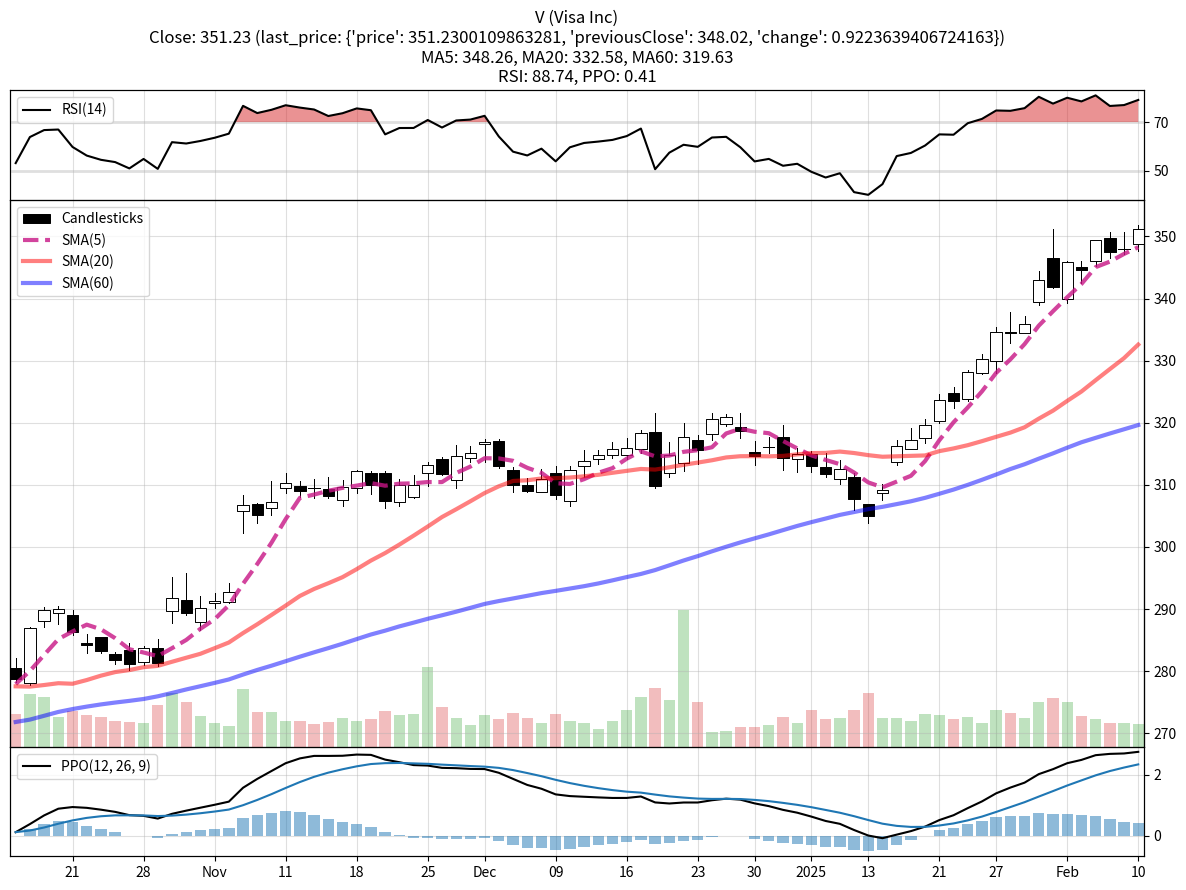 V (Visa Inc)
Close: 351.23 (last_price: {'price': 351.2300109863281, 'previousClose': 348.02, 'change': 0.9223639406724163})
MA5: 348.26, MA20: 332.58, MA60: 319.63
RSI: 88.74, PPO: 0.41
RSI(14)
70
50
Candlesticks
SMA(5)
SMA(20)
SMA(60)
350
340
330
320
310
300
290
280
270
PPO(12, 26, 9)
2
0
21 28 Nov 11 18 25 Dec 09 16 23 30 2025 13 21 27 Feb 10